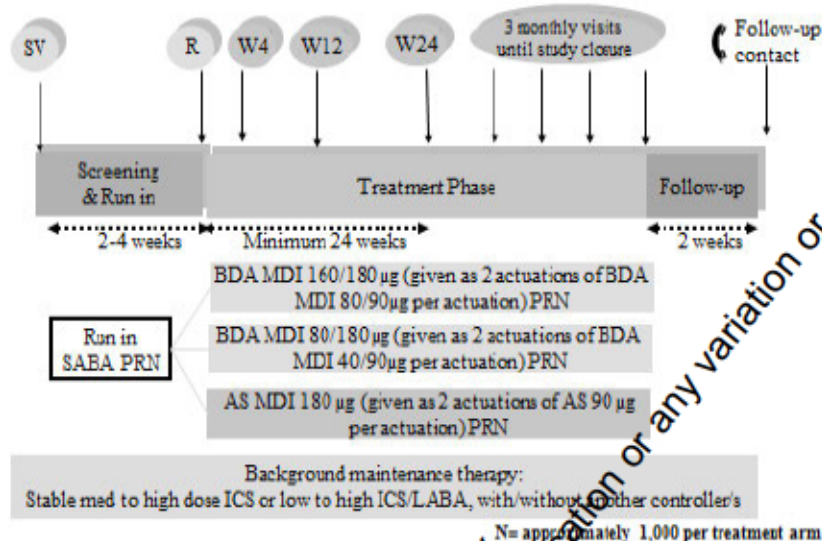 SV
R
W4
W12
W24
3 monthly visits
until study closure
Follow-up
contact
Screening
& Run in
Treatment Phase
Follow-up
2-4 weeks
Minimum 24 weeks
2 weeks
BDA MDI 160/180 µg (given as 2 actuations of BDA
MDI 80/90µg per actuation) PRN
Run in
SABA PRN
BDA MDI 80/180 µg (given as 2 actuations of BDA
MDI 40/90µg per actuation) PRN
AS MDI 180 µg (given as 2 actuations of AS 90 µg
per actuation) PRN
Background maintenance therapy:
Stable med to high dose ICS or low to high ICS/LABA, with/without another controller/s
N= approximately 1,000 per treatment arm
or any variation or